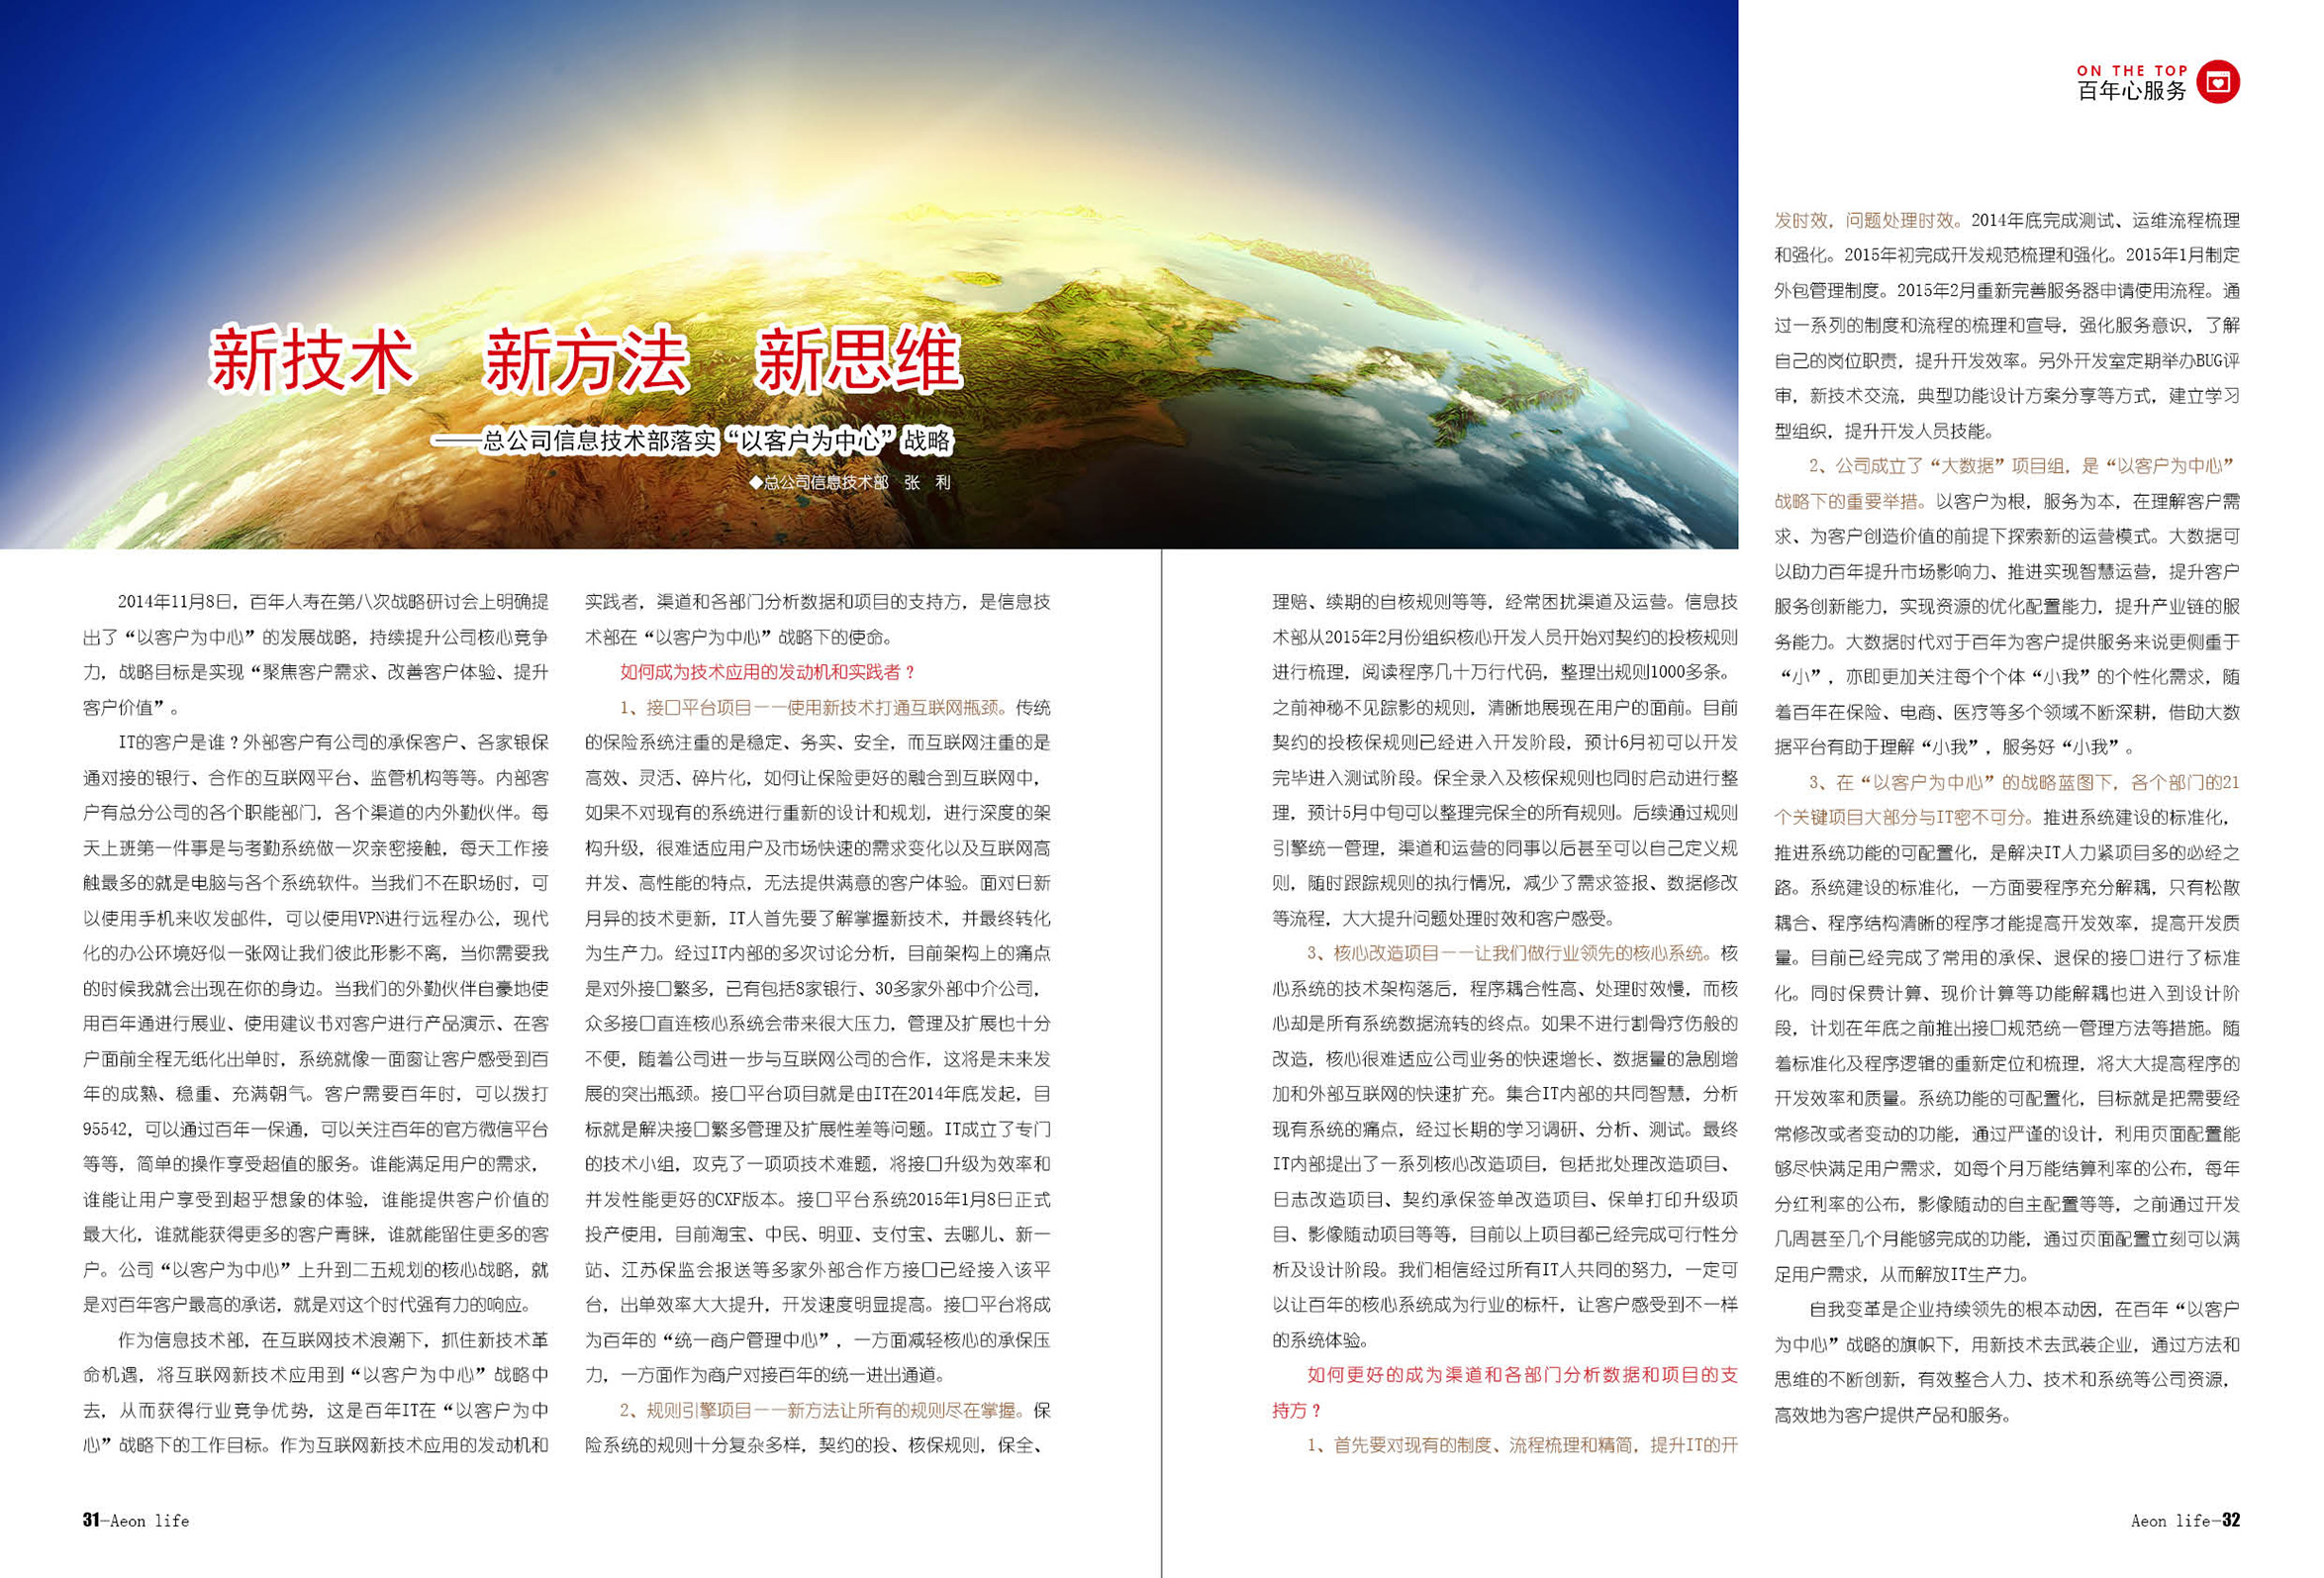 ON THE TOP
百年心服务
新技术 新方法 新思维
——总公司信息技术部落实“以客户为中心”战略
◆总公司信息技术部 张 利
2014年11月8日，百年人寿在第八次战略研讨会上明确提
出了“以客户为中心”的发展战略，持续提升公司核心竞争
力，战略目标是实现“聚焦客户需求、改善客户体验、提升
客户价值”。
IT的客户是谁？外部客户有公司的承保客户、各家银保
通对接的银行、合作的互联网平台、监管机构等等。内部客
户有总分公司的各个职能部门，各个渠道的内外勤伙伴。每
天上班第一件事是与考勤系统做一次亲密接触，每天工作接
触最多的就是电脑与各个系统软件。当我们不在职场时，可
以使用手机来收发邮件，可以使用VPN进行远程办公，现代
化的办公环境好似一张网让我们彼此形影不离，当你需要我
的时候我就会出现在你的身边。当我们的外勤伙伴自豪地使
用百年通进行展业、使用建议书对客户进行产品演示、在客
户面前全程无纸化出单时，系统就像一面窗让客户感受到百
年的成熟、稳重、充满朝气。客户需要百年时，可以拨打
95542，可以通过百年一保通，可以关注百年的官方微信平台
等等，简单的操作享受超值的服务。谁能满足用户的需求，
谁能让用户享受到超乎想象的体验，谁能提供客户价值的
最大化，谁就能获得更多的客户青睐，谁就能留住更多的客
户。公司“以客户为中心”上升到二五规划的核心战略，就
是对百年客户最高的承诺，就是对这个时代强有力的响应。
作为信息技术部，在互联网技术浪潮下，抓住新技术革
命机遇，将互联网新技术应用到“以客户为中心”战略中
去，从而获得行业竞争优势，这是百年IT在“以客户为中
心”战略下的工作目标。作为互联网新技术应用的发动机和
实践者，渠道和各部门分析数据和项目的支持方，是信息技
术部在“以客户为中心”战略下的使命。
如何成为技术应用的发动机和实践者？
1、接口平台项目——使用新技术打通互联网瓶颈。传统
的保险系统注重的是稳定、务实、安全，而互联网注重的是
高效、灵活、碎片化，如何让保险更好的融合到互联网中，
如果不对现有的系统进行重新的设计和规划，进行深度的架
构升级，很难适应用户及市场快速的需求变化以及互联网高
并发、高性能的特点，无法提供满意的客户体验。面对日新
月异的技术更新，IT人首先要了解掌握新技术，并最终转化
为生产力。经过IT内部的多次讨论分析，目前架构上的痛点
是对外接口繁多，已有包括8家银行、30多家外部中介公司，
众多接口直连核心系统会带来很大压力，管理及扩展也十分
不便，随着公司进一步与互联网公司的合作，这将是未来发
展的突出瓶颈。接口平台项目就是由IT在2014年底发起，目
标就是解决接口繁多管理及扩展性差等问题。IT成立了专门
的技术小组，攻克了一项项技术难题，将接口升级为效率和
并发性能更好的CXF版本。接口平台系统2015年1月8日正式
投产使用，目前淘宝、中民、明亚、支付宝、去哪儿、新一
站、江苏保监会报送等多家外部合作方接口已经接入该平
台，出单效率大大提升，开发速度明显提高。接口平台将成
为百年的“统一商户管理中心”，一方面减轻核心的承保压
力，一方面作为商户对接百年的统一进出通道。
2、规则引擎项目——新方法让所有的规则尽在掌握。保
险系统的规则十分复杂多样，契约的投、核保规则，保全、
31-Aeon life
理赔、续期的自核规则等等，经常困扰渠道及运营。信息技
术部从2015年2月份组织核心开发人员开始对契约的投核规则
进行梳理，阅读程序几十万行代码，整理出规则1000多条。
之前神秘不见踪影的规则，清晰地展现在用户的面前。目前
契约的投核保规则已经进入开发阶段，预计6月初可以开发
完毕进入测试阶段。保全录入及核保规则也同时启动进行整
理，预计5月中旬可以整理完保全的所有规则。后续通过规则
引擎统一管理，渠道和运营的同事以后甚至可以自己定义规
则，随时跟踪规则的执行情况，减少了需求签报、数据修改
等流程，大大提升问题处理时效和客户感受。
3、核心改造项目——让我们做行业领先的核心系统。核
心系统的技术架构落后，程序耦合性高、处理时效慢，而核
心却是所有系统数据流转的终点。如果不进行割骨疗伤般的
改造，核心很难适应公司业务的快速增长、数据量的急剧增
加和外部互联网的快速扩充。集合IT内部的共同智慧，分析
现有系统的痛点，经过长期的学习调研、分析、测试。最终
IT内部提出了一系列核心改造项目，包括批处理改造项目、
日志改造项目、契约承保签单改造项目、保单打印升级项
目、影像随动项目等等，目前以上项目都已经完成可行性分
析及设计阶段。我们相信经过所有IT人共同的努力，一定可
以让百年的核心系统成为行业的标杆，让客户感受到不一样
的系统体验。
如何更好的成为渠道和各部门分析数据和项目的支
持方？
1、首先要对现有的制度、流程梳理和精简，提升IT的开
发时效，问题处理时效。2014年底完成测试、运维流程梳理
和强化。2015年初完成开发规范梳理和强化。2015年1月制定
外包管理制度。2015年2月重新完善服务器申请使用流程。通
过一系列的制度和流程的梳理和宣导，强化服务意识，了解
自己的岗位职责，提升开发效率。另外开发室定期举办BUG评
审，新技术交流，典型功能设计方案分享等方式，建立学习
型组织，提升开发人员技能。
2、公司成立了“大数据”项目组，是“以客户为中心”
战略下的重要举措。以客户为根，服务为本，在理解客户需
求、为客户创造价值的前提下探索新的运营模式。大数据可
以助力百年提升市场影响力、推进实现智慧运营，提升客户
服务创新能力，实现资源的优化配置能力，提升产业链的服
务能力。大数据时代对于百年为客户提供服务来说更侧重于
“小”，亦即更加关注每个个体“小我”的个性化需求，随
着百年在保险、电商、医疗等多个领域不断深耕，借助大数
据平台有助于理解“小我”，服务好“小我”。
3、在“以客户为中心”的战略蓝图下，各个部门的21
个关键项目大部分与IT密不可分。推进系统建设的标准化，
推进系统功能的可配置化，是解决IT人力紧项目多的必经之
路。系统建设的标准化，一方面要程序充分解耦，只有松散
耦合、程序结构清晰的程序才能提高开发效率，提高开发质
量。目前已经完成了常用的承保、退保的接口进行了标准
化。同时保费计算、现价计算等功能解耦也进入到设计阶
段，计划在年底之前推出接口规范统一管理方法等措施。随
着标准化及程序逻辑的重新定位和梳理，将大大提高程序的
开发效率和质量。系统功能的可配置化，目标就是把需要经
常修改或者变动的功能，通过严谨的设计，利用页面配置能
够尽快满足用户需求，如每个月万能结算利率的公布，每年
分红利率的公布，影像随动的自主配置等等，之前通过开发
几周甚至几个月能够完成的功能，通过页面配置立刻可以满
足用户需求，从而解放IT生产力。
自我变革是企业持续领先的根本动因，在百年“以客户
为中心”战略的旗帜下，用新技术去武装企业，通过方法和
思维的不断创新，有效整合人力、技术和系统等公司资源，
高效地为客户提供产品和服务。
Aeon life-32